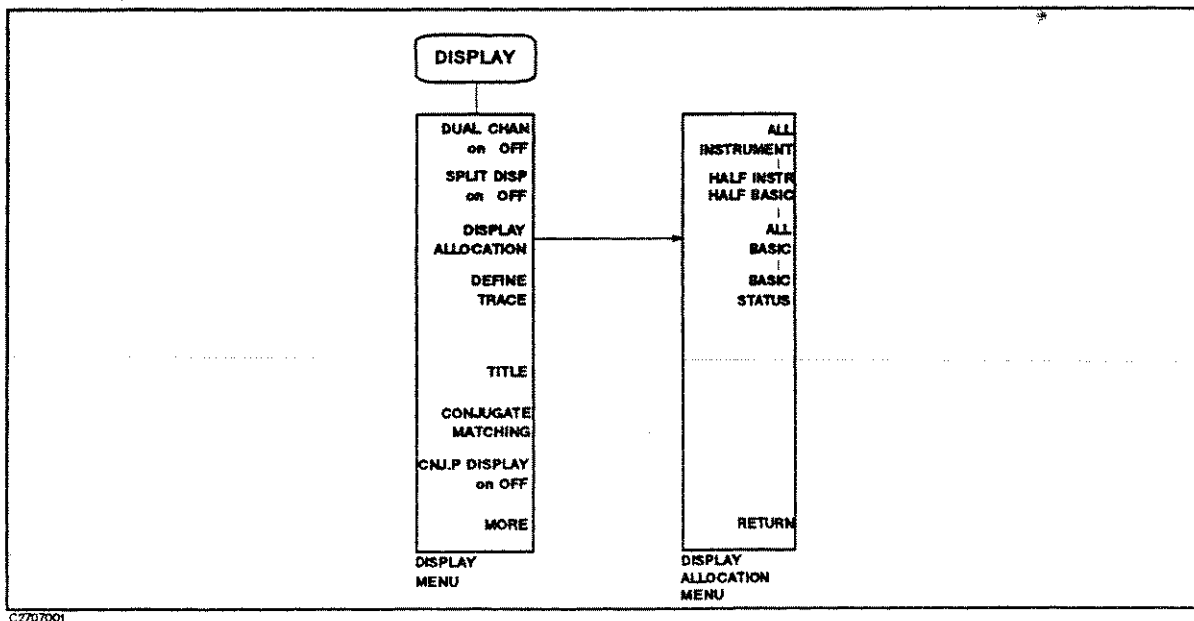 DISPLAY
DUAL CHAN
on OFF
SPLIT DISP
on OFF
DISPLAY
ALLOCATION
DEFINE
TRACE
TITLE
CONJUGATE
MATCHING
CNJ.P DISPLAY
on OFF
MORE
DISPLAY
MENU
ALL
INSTRUMENT
HALF INSTR
HALF BASIC
ALL
BASIC
BASIC
STATUS
RETURN
DISPLAY
ALLOCATION
MENU
C2707001